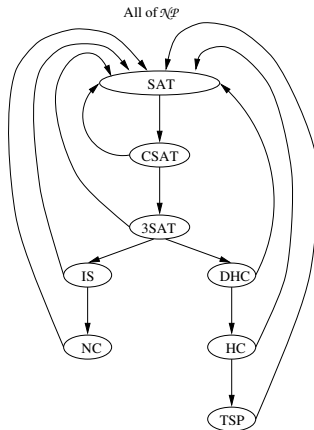 All of NP
SAT
CSAT
3SAT
IS DHC
NC HC
TSP